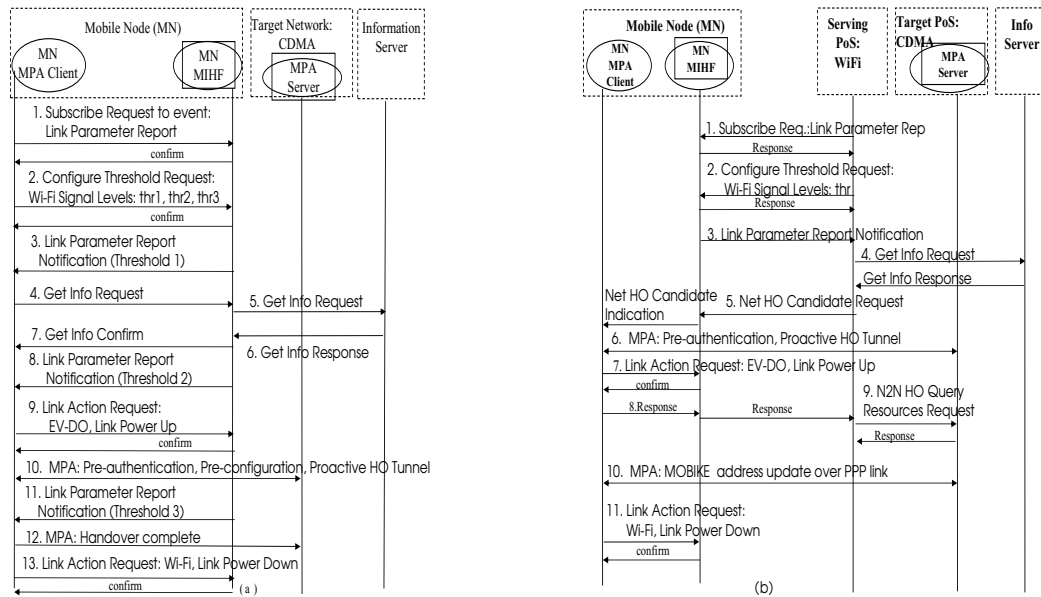 Mobile Node (MN)
Target Network:
CDMA
Information
Server
MN
MPA Client
MN
MIHF
MPA
Server
1. Subscribe Request to event:
Link Parameter Report
confirm
2. Configure Threshold Request:
Wi-Fi Signal Levels: thr1, thr2, thr3
confirm
3. Link Parameter Report
Notification (Threshold 1)
4. Get Info Request
5. Get Info Request
7. Get Info Confirm
6. Get Info Response
8. Link Parameter Report
Notification (Threshold 2)
9. Link Action Request:
EV-DO, Link Power Up
confirm
10. MPA: Pre-authentication, Pre-configuration, Proactive HO Tunnel
11. Link Parameter Report
Notification (Threshold 3)
12. MPA: Handover complete
13. Link Action Request: Wi-Fi, Link Power Down
confirm
(a)
Mobile Node (MN)
Serving
PoS:
WiFi
Target PoS:
CDMA
Info
Server
MN
MPA
Client
MN
MIHF
MPA
Server
1. Subscribe Req.:Link Parameter Rep
Response
2. Configure Threshold Request:
Wi-Fi Signal Levels: thr
Response
3. Link Parameter Report Notification
4. Get Info Request
Get Info Response
Net HO Candidate
Indication
5. Net HO Candidate Request
6. MPA: Pre-authentication, Proactive HO Tunnel
7. Link Action Request: EV-DO, Link Power Up
confirm
8.Response
Response
9. N2N HO Query
Resources Request
Response
10. MPA: MOBIKE address update over PPP link
11. Link Action Request:
Wi-Fi, Link Power Down
confirm
(b)